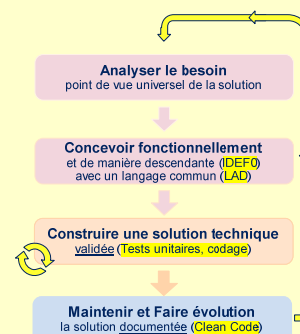 Analyser le besoin
point de vue universel de la solution
Concevoir fonctionnellement
et de manière descendante (IDEF0)
avec un langage commun (LAD)
Construire une solution technique
validée (Tests unitaires, codage)
Maintenir et Faire évolution
la solution documentée (Clean Code)